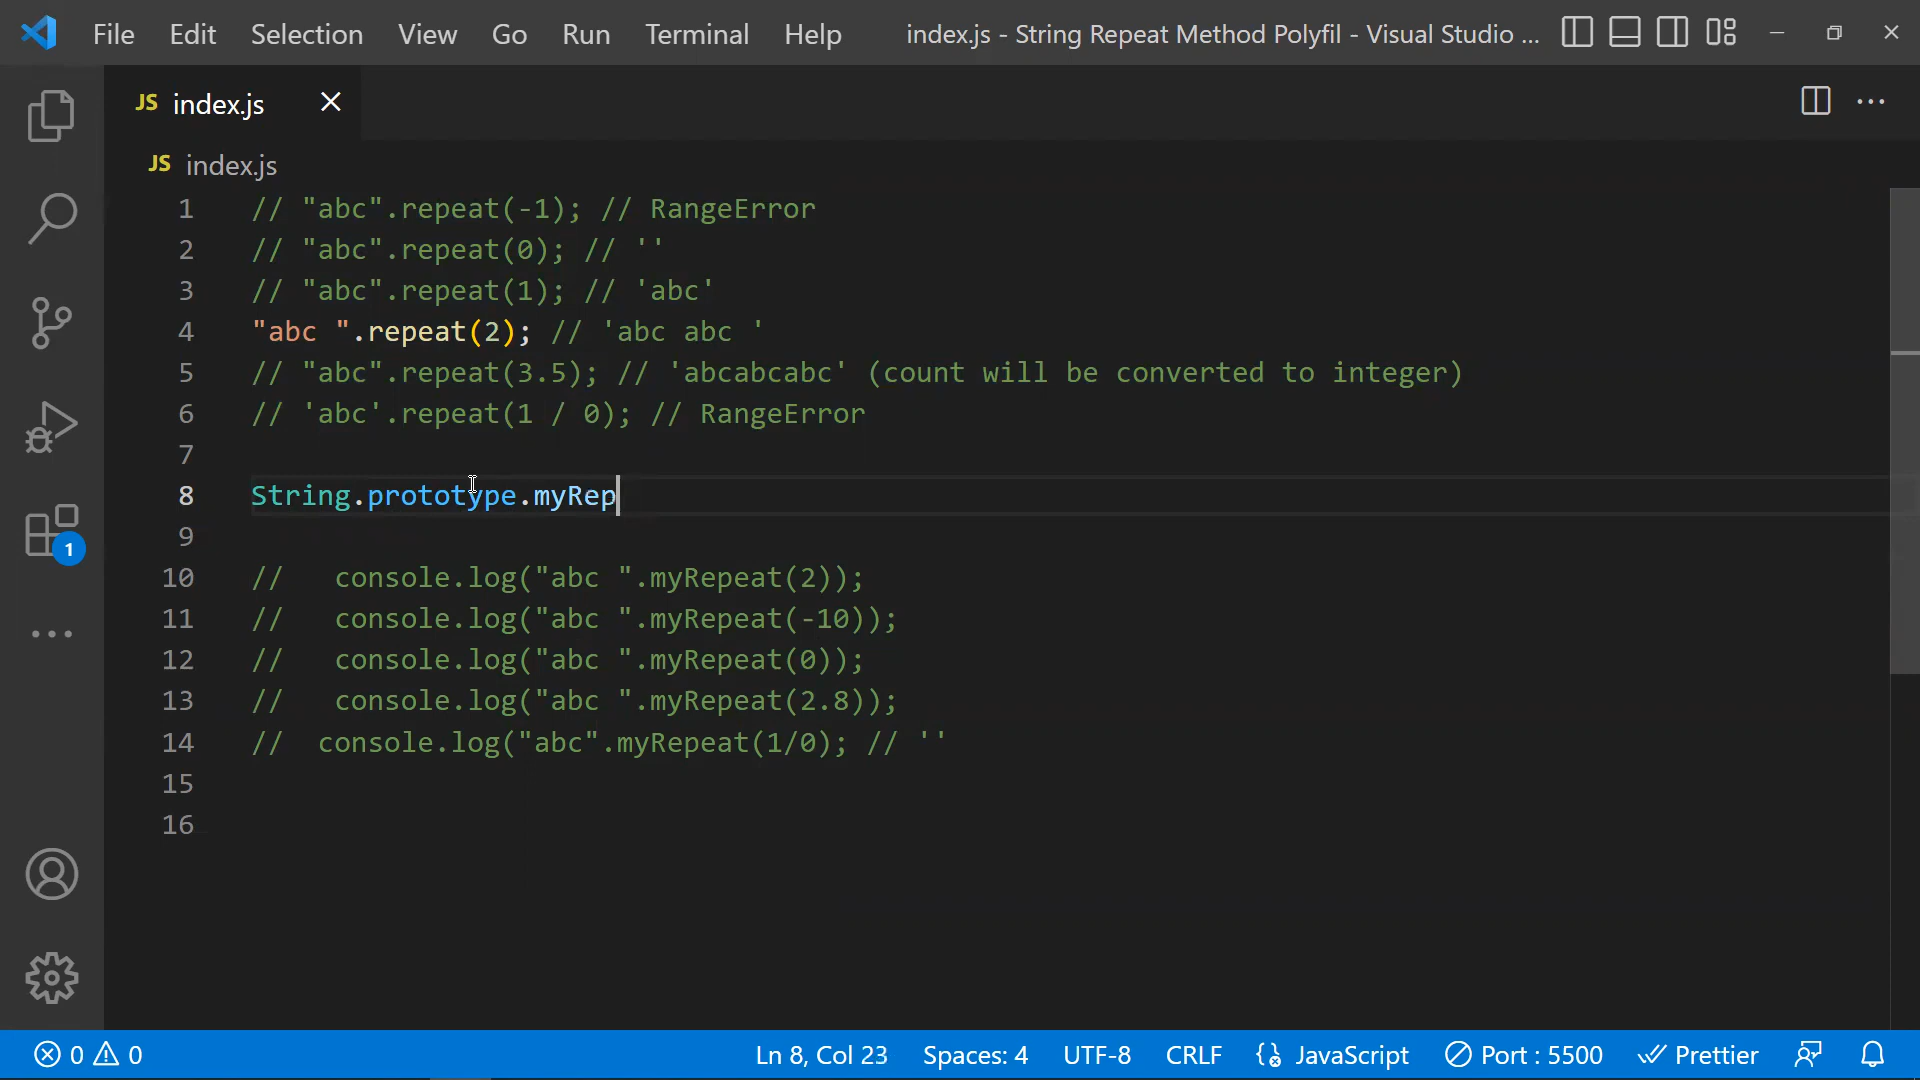 File Edit Selection View Go Run Terminal Help index.js - String Repeat Method Polyfil - Visual Studio ...
JS index.js
JS index.js
1 // "abc".repeat(-1); // RangeError
2 // "abc".repeat(0); // ''
3 // "abc".repeat(1); // 'abc'
4 "abc ".repeat(2); // 'abc abc '
5 // "abc".repeat(3.5); // 'abcabcabc' (count will be converted to integer)
6 // 'abc'.repeat(1 / 0); // RangeError
7
8 String.prototype.myRep
9
10 //   console.log("abc ".myRepeat(2));
11 //   console.log("abc ".myRepeat(-10));
12 //   console.log("abc ".myRepeat(0));
13 //   console.log("abc ".myRepeat(2.8));
14 //  console.log("abc".myRepeat(1/0); // ''
15
16
1
0 0 Ln 8, Col 23 Spaces: 4 UTF-8 CRLF JavaScript Port : 5500 Prettier